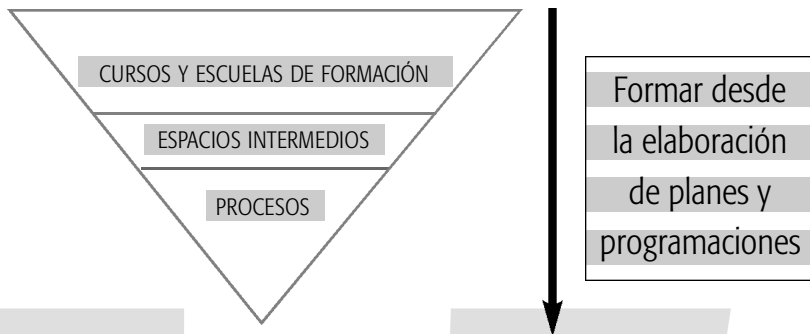 CURSOS Y ESCUELAS DE FORMACIÓN
ESPACIOS INTERMEDIOS
PROCESOS
Formar desde
la elaboración
de planes y
programaciones